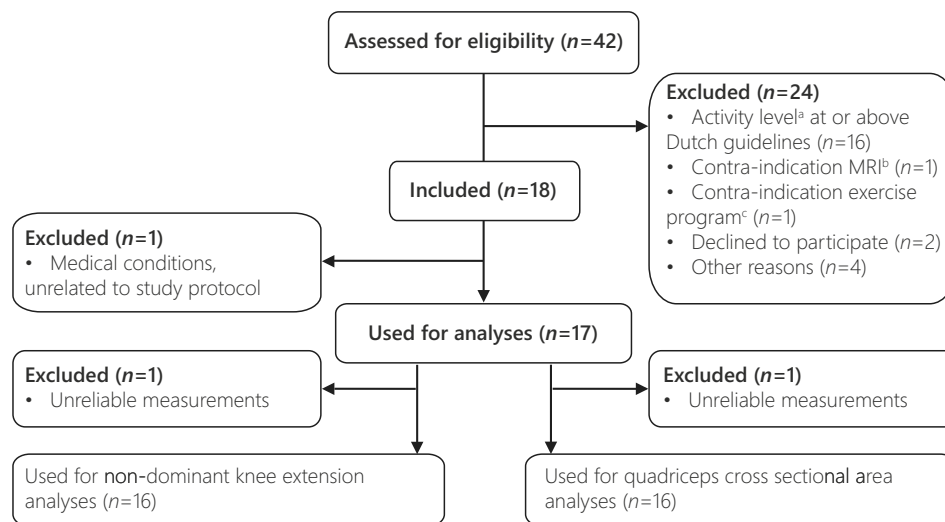 Assessed for eligibility (n=42)
Excluded (n=24)
• Activity levelᵃ at or above
Dutch guidelines (n=16)
• Contra-indication MRIᵇ (n=1)
• Contra-indication exercise
programᶜ (n=1)
• Declined to participate (n=2)
• Other reasons (n=4)
Included (n=18)
Excluded (n=1)
• Medical conditions,
unrelated to study protocol
Used for analyses (n=17)
Excluded (n=1)
• Unreliable measurements
Excluded (n=1)
• Unreliable measurements
Used for non-dominant knee extension
analyses (n=16)
Used for quadriceps cross sectional area
analyses (n=16)